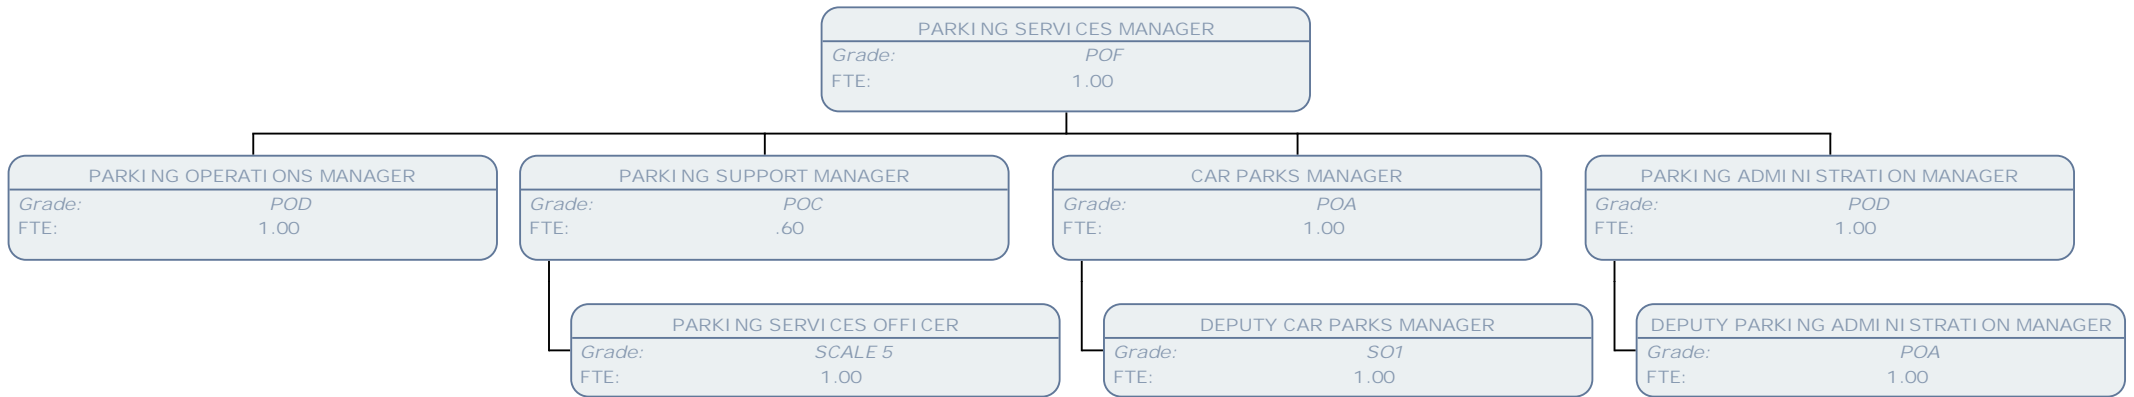 PARKING SERVICES MANAGER
Grade: POF
FTE: 1.00
PARKING OPERATIONS MANAGER
Grade: POD
FTE: 1.00
PARKING SUPPORT MANAGER
Grade: POC
FTE: .60
CAR PARKS MANAGER
Grade: POA
FTE: 1.00
PARKING ADMINISTRATION MANAGER
Grade: POD
FTE: 1.00
PARKING SERVICES OFFICER
Grade: SCALE 5
FTE: 1.00
DEPUTY CAR PARKS MANAGER
Grade: SO1
FTE: 1.00
DEPUTY PARKING ADMINISTRATION MANAGER
Grade: POA
FTE: 1.00